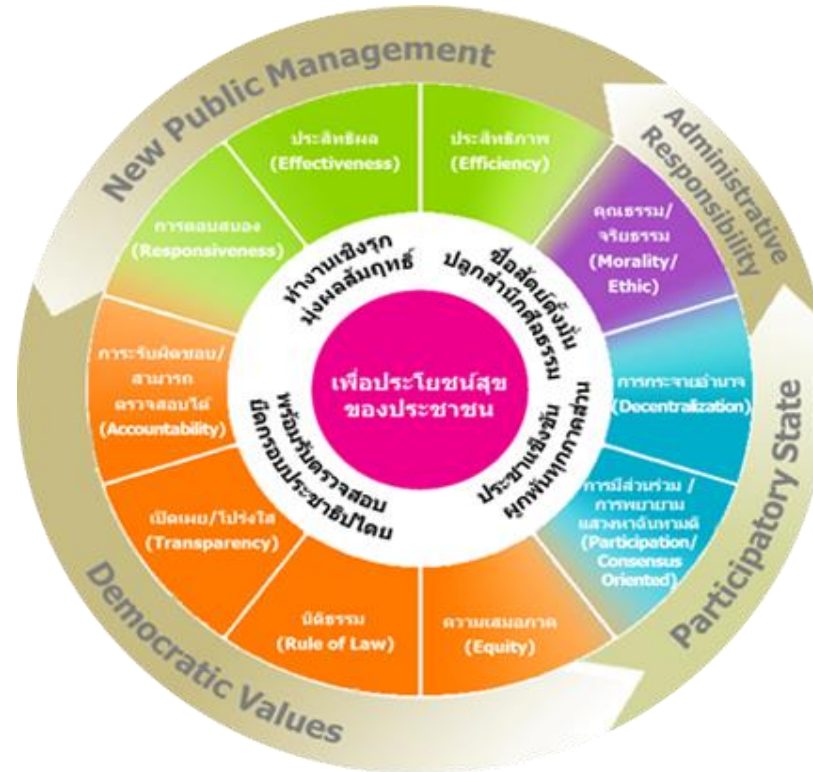 New Public Management
Administrative
Responsibility
Participatory State
Democratic Values
ประสิทธิผล
(Effectiveness)
ประสิทธิภาพ
(Efficiency)
คุณธรรม/
จริยธรรม
(Morality/
Ethic)
การกระจายอำนาจ
(Decentralization)
การมีส่วนร่วม /
การพยายาม
แสวงหาฉันทามติ
(Participation/
Consensus
Oriented)
ความเสมอภาค
(Equity)
นิติธรรม
(Rule of Law)
เปิดเผย/โปร่งใส
(Transparency)
การะรับผิดชอบ/
สามารถ
ตรวจสอบได้
(Accountability)
การตอบสนอง
(Responsiveness)
ทำงานเชิงรุก
มุ่งผลสัมฤทธิ์
ซื่อสัตย์ตั้งมั่น
ปลูกสำนึกศีลธรรม
ประชาแข็งขัน
ผูกพันทุกภาคส่วน
พร้อมรับตรวจสอบ
ยึดกรอบประชาธิปไตย
เพื่อประโยชน์สุข
ของประชาชน